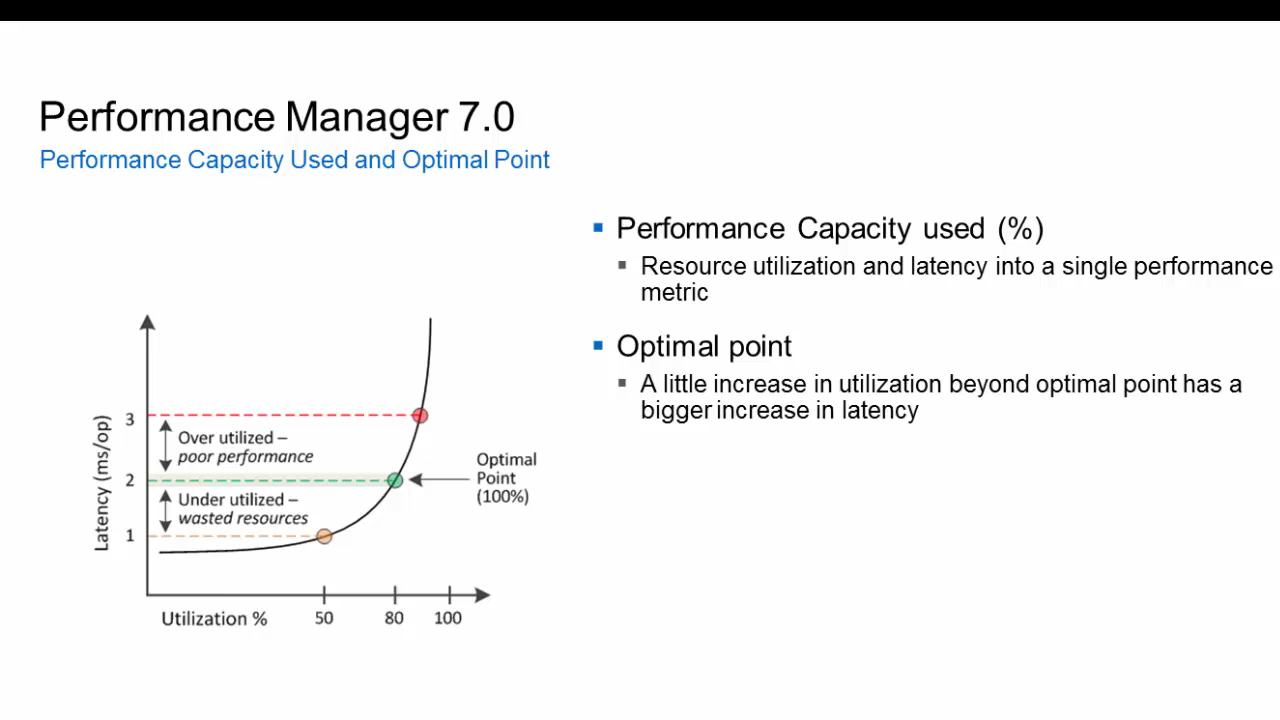 Performance Manager 7.0
Performance Capacity Used and Optimal Point
Performance Capacity used (%)
Resource utilization and latency into a single performance
metric
Optimal point
A little increase in utilization beyond optimal point has a
bigger increase in latency
Latency (ms/op)
3
Over utilized –
poor performance
2
Under utilized –
wasted resources
1
Optimal
Point
(100%)
Utilization % 50 80 100